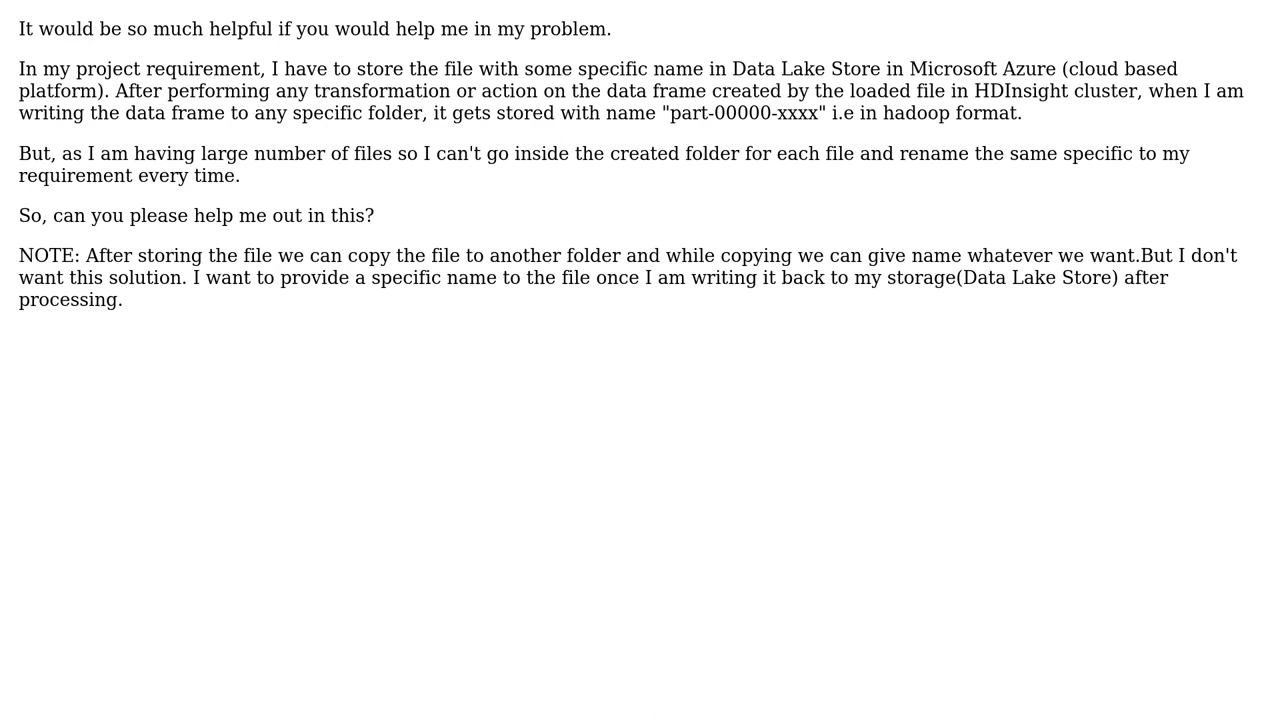 It would be so much helpful if you would help me in my problem.
In my project requirement, I have to store the file with some specific name in Data Lake Store in Microsoft Azure (cloud based
platform). After performing any transformation or action on the data frame created by the loaded file in HDInsight cluster, when I am
writing the data frame to any specific folder, it gets stored with name "part-00000-xxxx" i.e in hadoop format.
But, as I am having large number of files so I can't go inside the created folder for each file and rename the same specific to my
requirement every time.
So, can you please help me out in this?
NOTE: After storing the file we can copy the file to another folder and while copying we can give name whatever we want.But I don't
want this solution. I want to provide a specific name to the file once I am writing it back to my storage(Data Lake Store) after
processing.